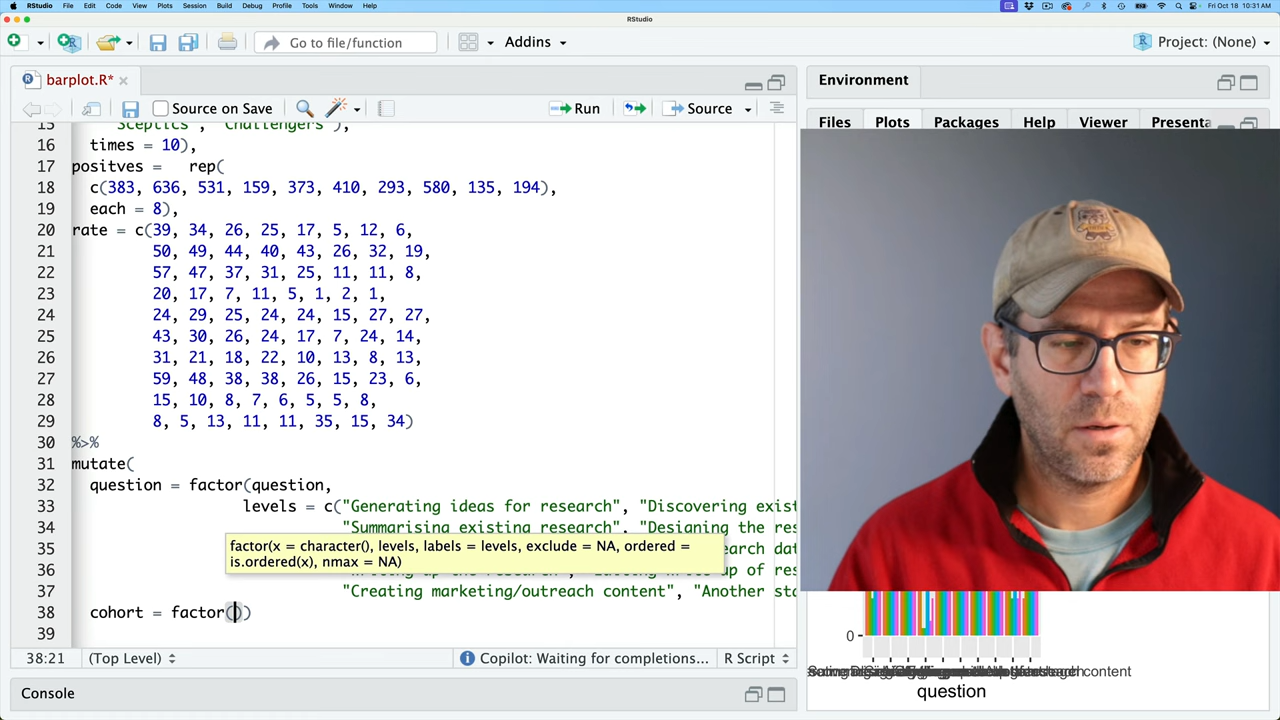 RStudio File Edit Code View Plots Session Build Debug Profile Tools Window Help Fri Oct 18 10:31 AM
RStudio
Go to file/function Addins Project: (None)
barplot.R*
Source on Save Run Source
15 "Sceptics", "Challengers"),
16 times = 10),
17 positves = rep(
18 c(383, 636, 531, 159, 373, 410, 293, 580, 135, 194),
19 each = 8),
20 rate = c(39, 34, 26, 25, 17, 5, 12, 6,
21 50, 49, 44, 40, 43, 26, 32, 19,
22 57, 47, 37, 31, 25, 11, 11, 8,
23 20, 17, 7, 11, 5, 1, 2, 1,
24 24, 29, 25, 24, 24, 15, 27, 27,
25 43, 30, 26, 24, 17, 7, 24, 14,
26 31, 21, 18, 22, 10, 13, 8, 13,
27 59, 48, 38, 38, 26, 15, 23, 6,
28 15, 10, 8, 7, 6, 5, 5, 8,
29 8, 5, 13, 11, 11, 35, 15, 34)
30 %>%
31 mutate(
32 question = factor(question,
33 levels = c("Generating ideas for research", "Discovering exist
34 "Summarising existing research", "Designing the res
factor(x = character(), levels, labels = levels, exclude = NA, ordered =
is.ordered(x), nmax = NA)
35 earch dat
36 of res
37 "Creating marketing/outreach content", "Another sta
38 cohort = factor())
39
38:21 (Top Level) Copilot: Waiting for completions... R Script
Console
Environment
Files Plots Packages Help Viewer Presenta
0
content
question